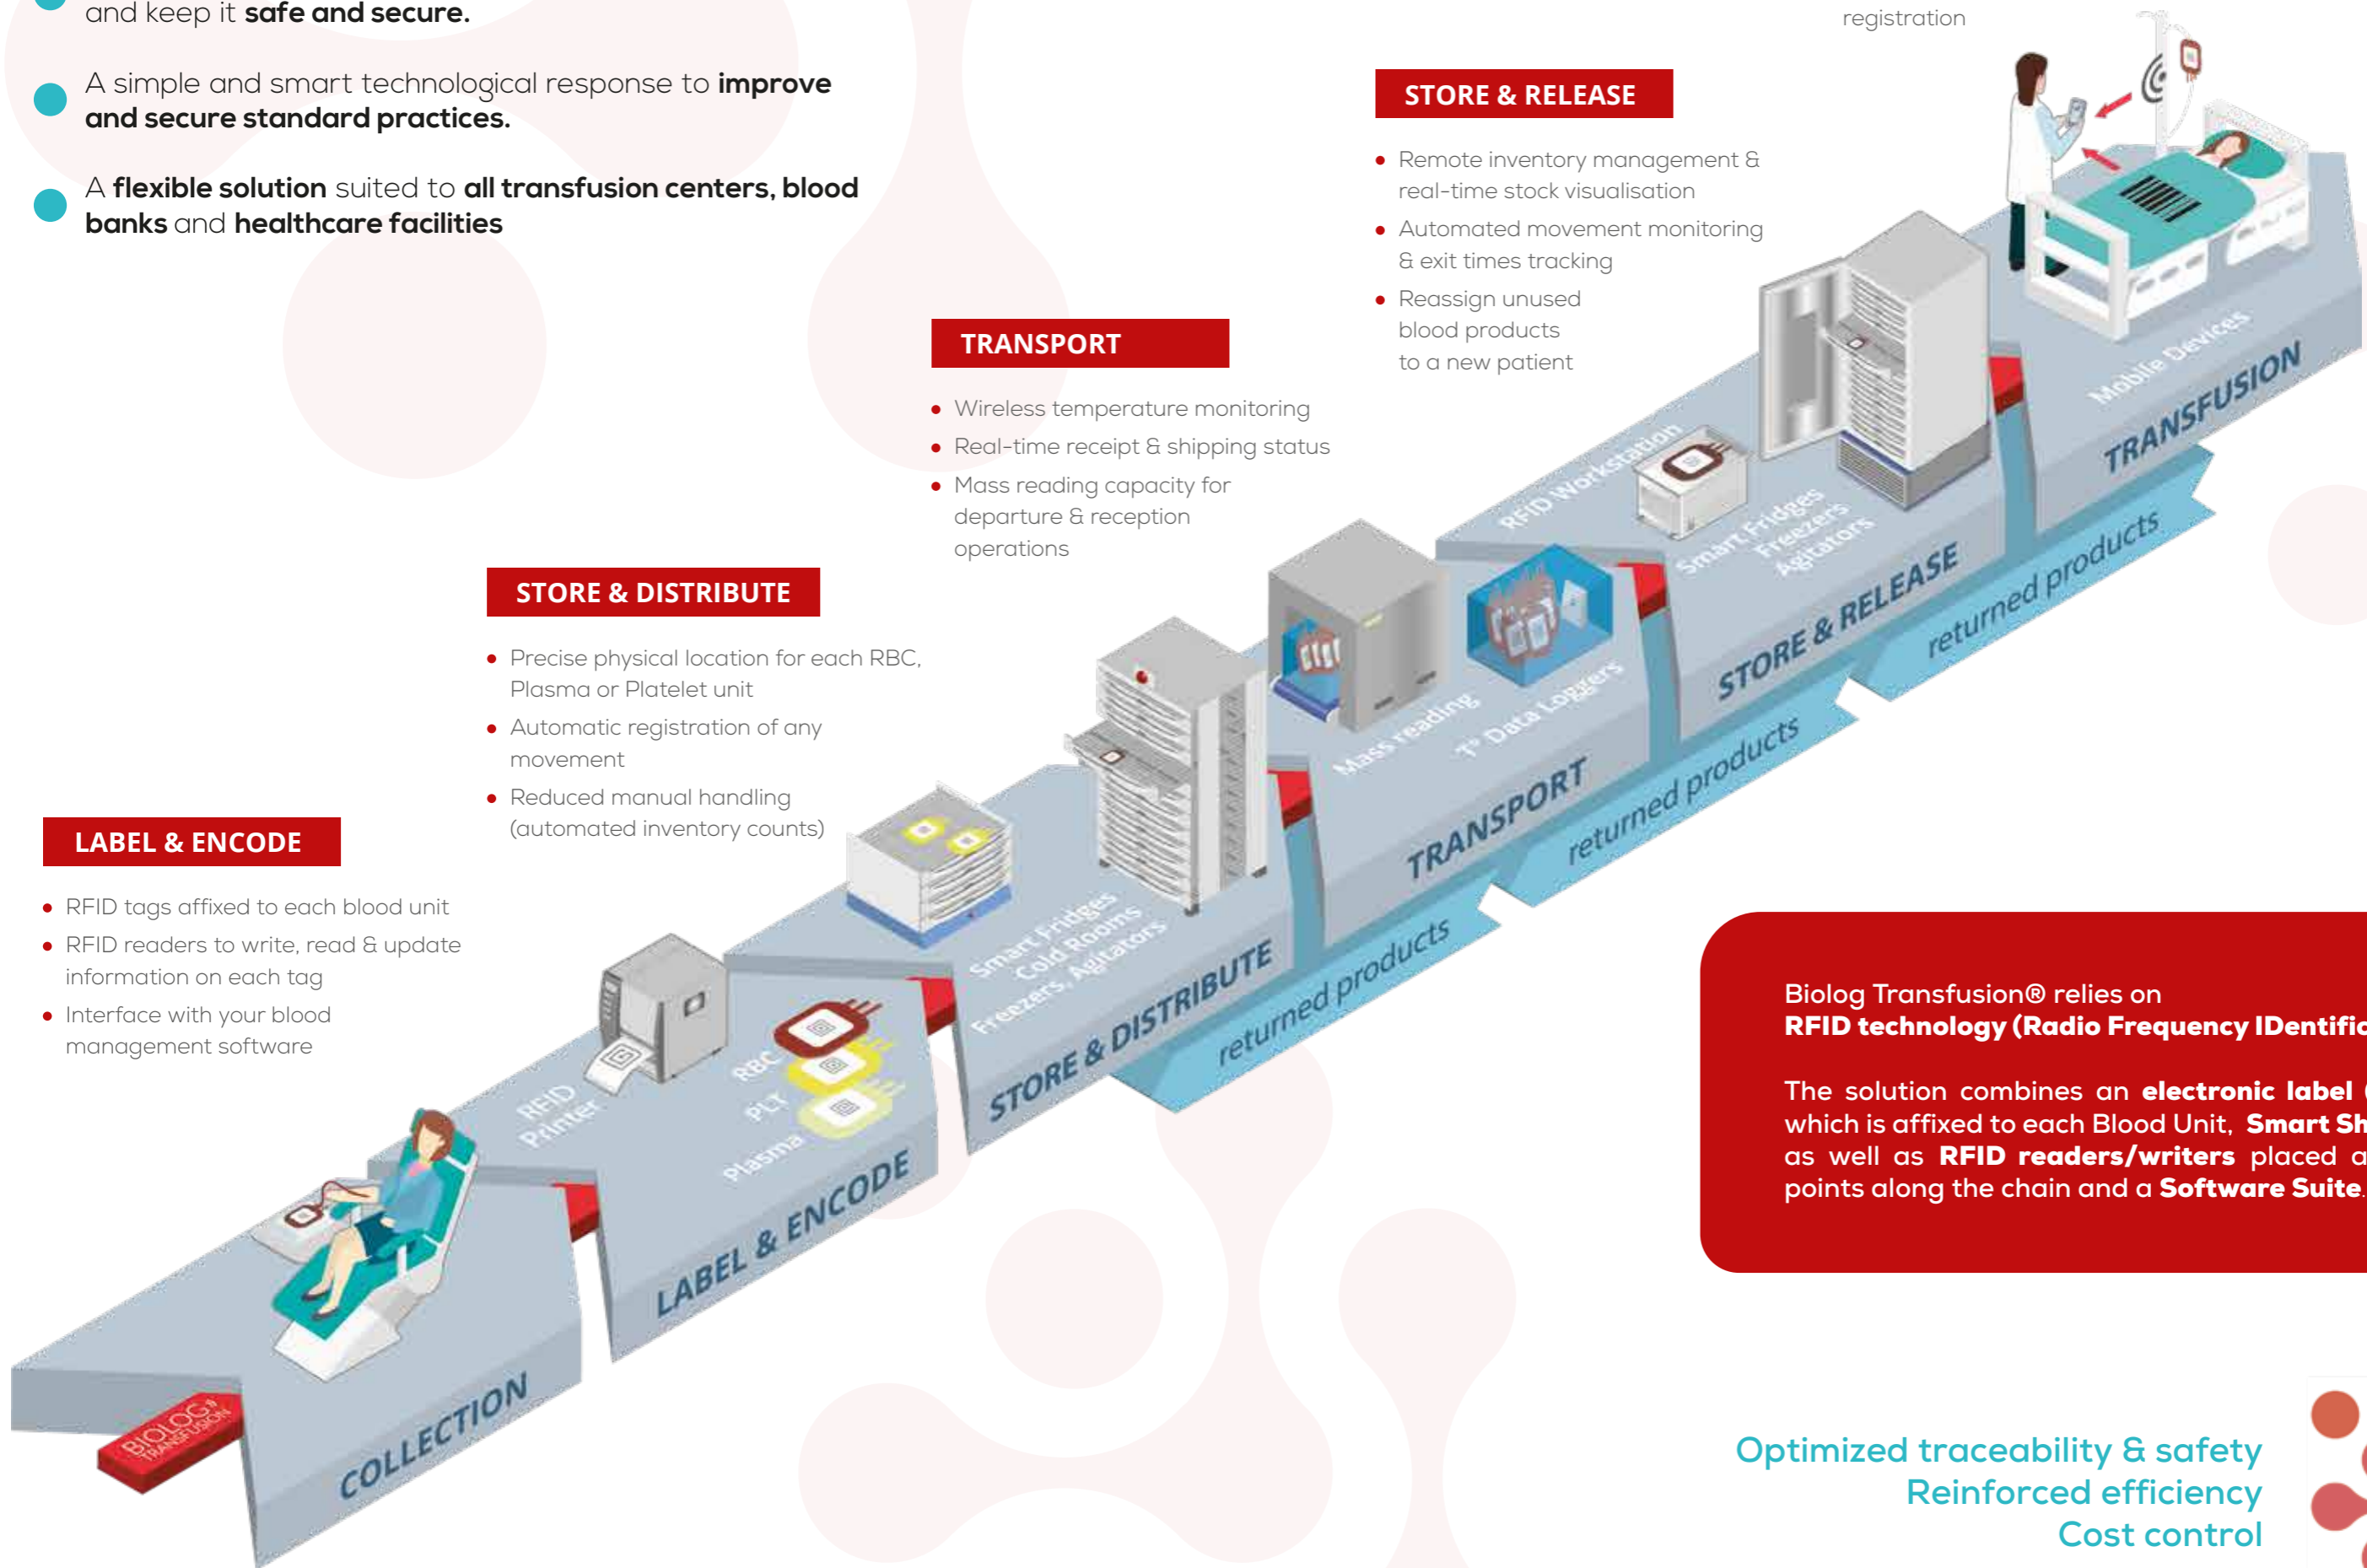 and keep it safe and secure.
A simple and smart technological response to improve
and secure standard practices.
A flexible solution suited to all transfusion centers, blood
banks and healthcare facilities
registration
STORE & RELEASE
Remote inventory management &
real-time stock visualisation
Automated movement monitoring
& exit times tracking
Reassign unused
blood products
to a new patient
TRANSPORT
Wireless temperature monitoring
Real-time receipt & shipping status
Mass reading capacity for
departure & reception
operations
STORE & DISTRIBUTE
Precise physical location for each RBC,
Plasma or Platelet unit
Automatic registration of any
movement
Reduced manual handling
(automated inventory counts)
LABEL & ENCODE
RFID tags affixed to each blood unit
RFID readers to write, read & update
information on each tag
Interface with your blood
management software
Mobile Devices
TRANSFUSION
RFID Workstation
Smart Fridges
Freezers
Agitators
STORE & RELEASE
returned products
Mass reading
T° Data Loggers
TRANSPORT
returned products
Smart Fridges
Cold Rooms
Freezers, Agitators
STORE & DISTRIBUTE
returned products
RFID
Printer
RBC
PLT
Plasma
LABEL & ENCODE
BIOLOG
TRANSFUSION
COLLECTION
Biolog Transfusion® relies on
RFID technology (Radio Frequency IDentific
The solution combines an electronic label (
which is affixed to each Blood Unit, Smart Sh
as well as RFID readers/writers placed a
points along the chain and a Software Suite.
Optimized traceability & safety
Reinforced efficiency
Cost control